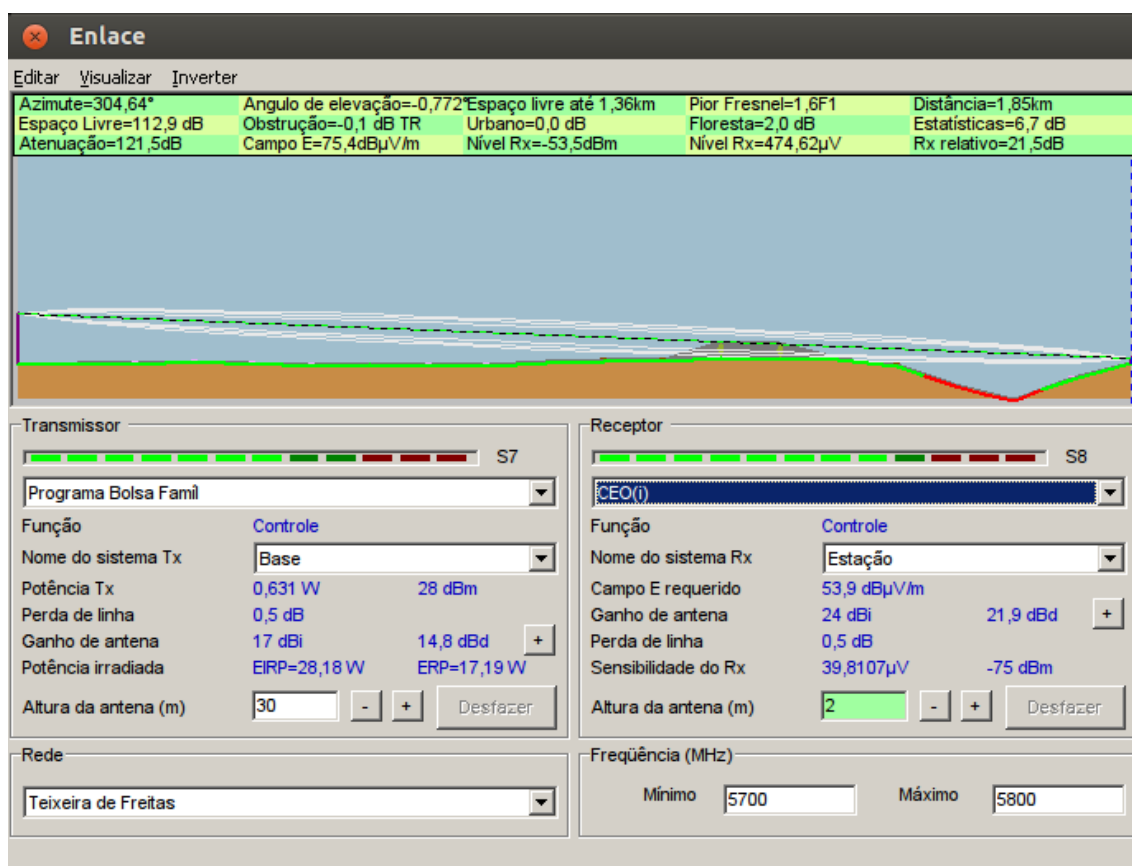 Enlace
Editar Visualizar Inverter
Azimute=304,64° Angulo de elevação=-0,772° Espaço livre até 1,36km Pior Fresnel=1,6F1 Distância=1,85km
Espaço Livre=112,9 dB Obstrução=-0,1 dB TR Urbano=0,0 dB Floresta=2,0 dB Estatísticas=6,7 dB
Atenuação=121,5dB Campo E=75,4dBµV/m Nível Rx=-53,5dBm Nível Rx=474,62µV Rx relativo=21,5dB
Transmissor
S7
Programa Bolsa Famíl
Função Controle
Nome do sistema Tx Base
Potência Tx 0,631 W 28 dBm
Perda de linha 0,5 dB
Ganho de antena 17 dBi 14,8 dBd +
Potência irradiada EIRP=28,18 W ERP=17,19 W
Altura da antena (m) 30 - + Desfazer
Receptor
S8
CEO(i)
Função Controle
Nome do sistema Rx Estação
Campo E requerido 53,9 dBµV/m
Ganho de antena 24 dBi 21,9 dBd +
Perda de linha 0,5 dB
Sensibilidade do Rx 39,8107µV -75 dBm
Altura da antena (m) 2 - + Desfazer
Rede
Teixeira de Freitas
Freqüência (MHz)
Mínimo 5700 Máximo 5800